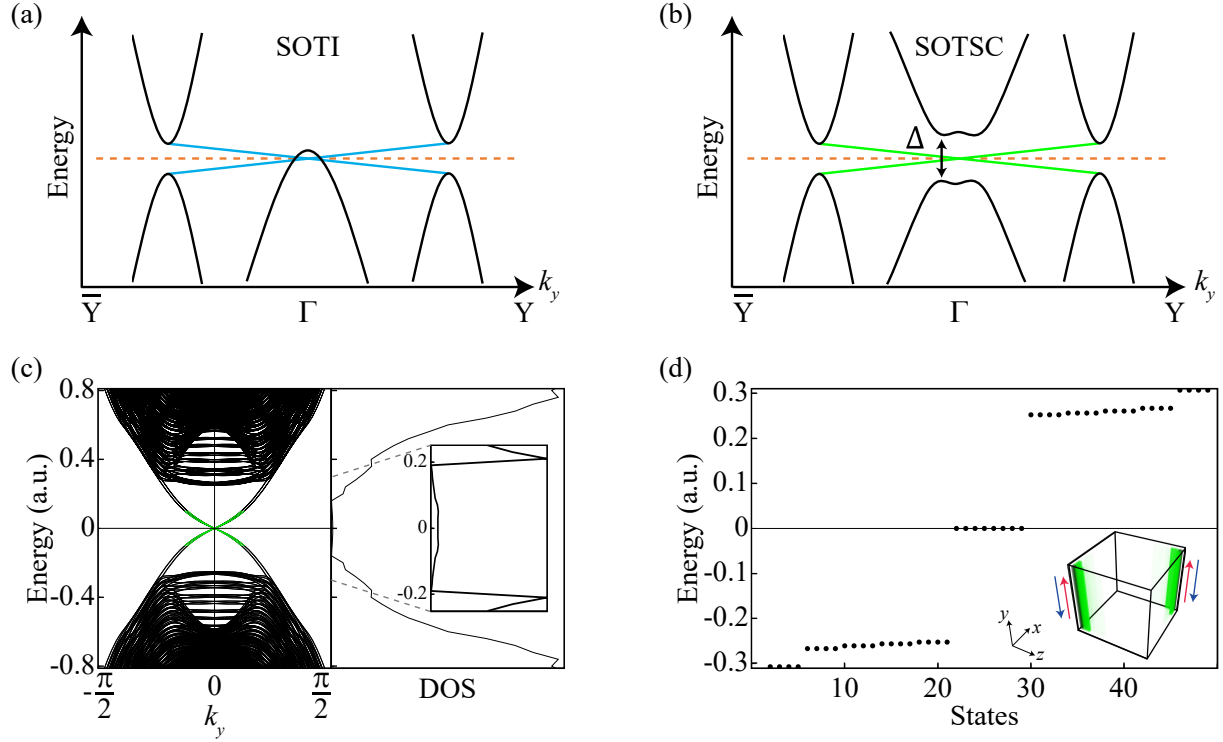 (a)
SOTI
Energy
Y̅
Γ
Y
k_y
(b)
SOTSC
Energy
Δ
Y̅
Γ
Y
k_y
(c)
Energy (a.u.)
0.8
0.4
0
-0.4
-0.8
-π/2
0
π/2
k_y
0.2
0
-0.2
DOS
(d)
Energy (a.u.)
0.3
0.2
0.1
0
-0.1
-0.2
-0.3
10
20
30
40
States
y
x
z